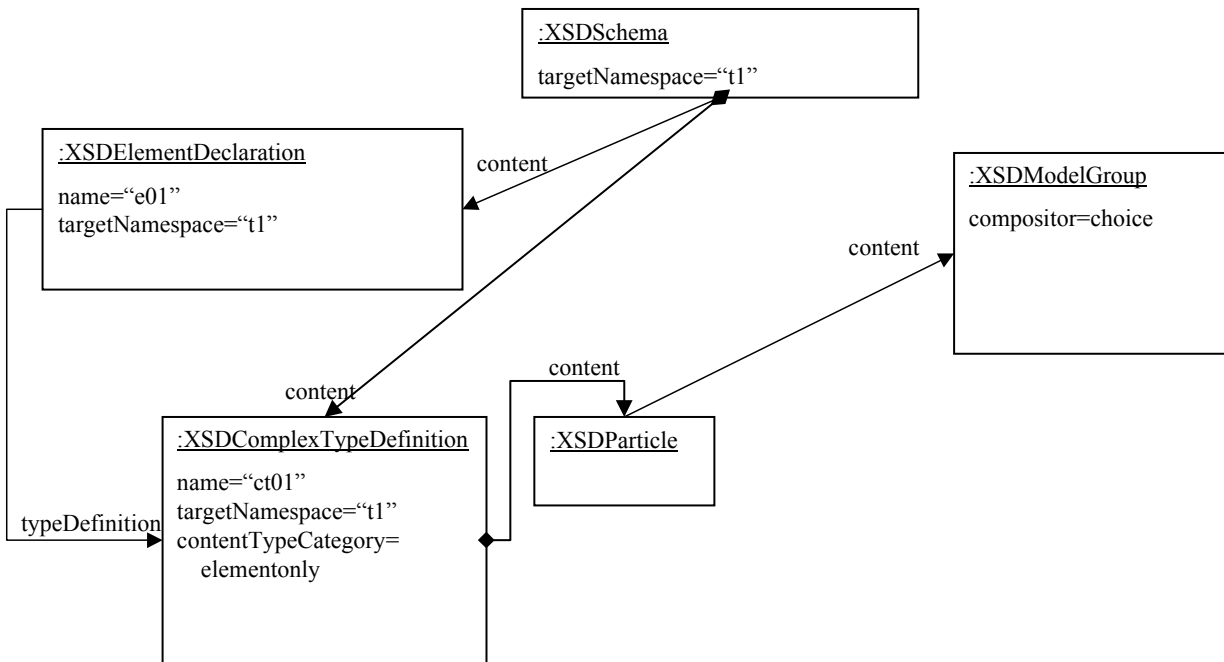 :XSDSchema
targetNamespace=“t1”
:XSDElementDeclaration
name=“e01”
targetNamespace=“t1”
content
:XSDModelGroup
compositor=choice
content
content
content
:XSDComplexTypeDefinition
name=“ct01”
targetNamespace=“t1”
contentTypeCategory=
elementonly
:XSDParticle
typeDefinition